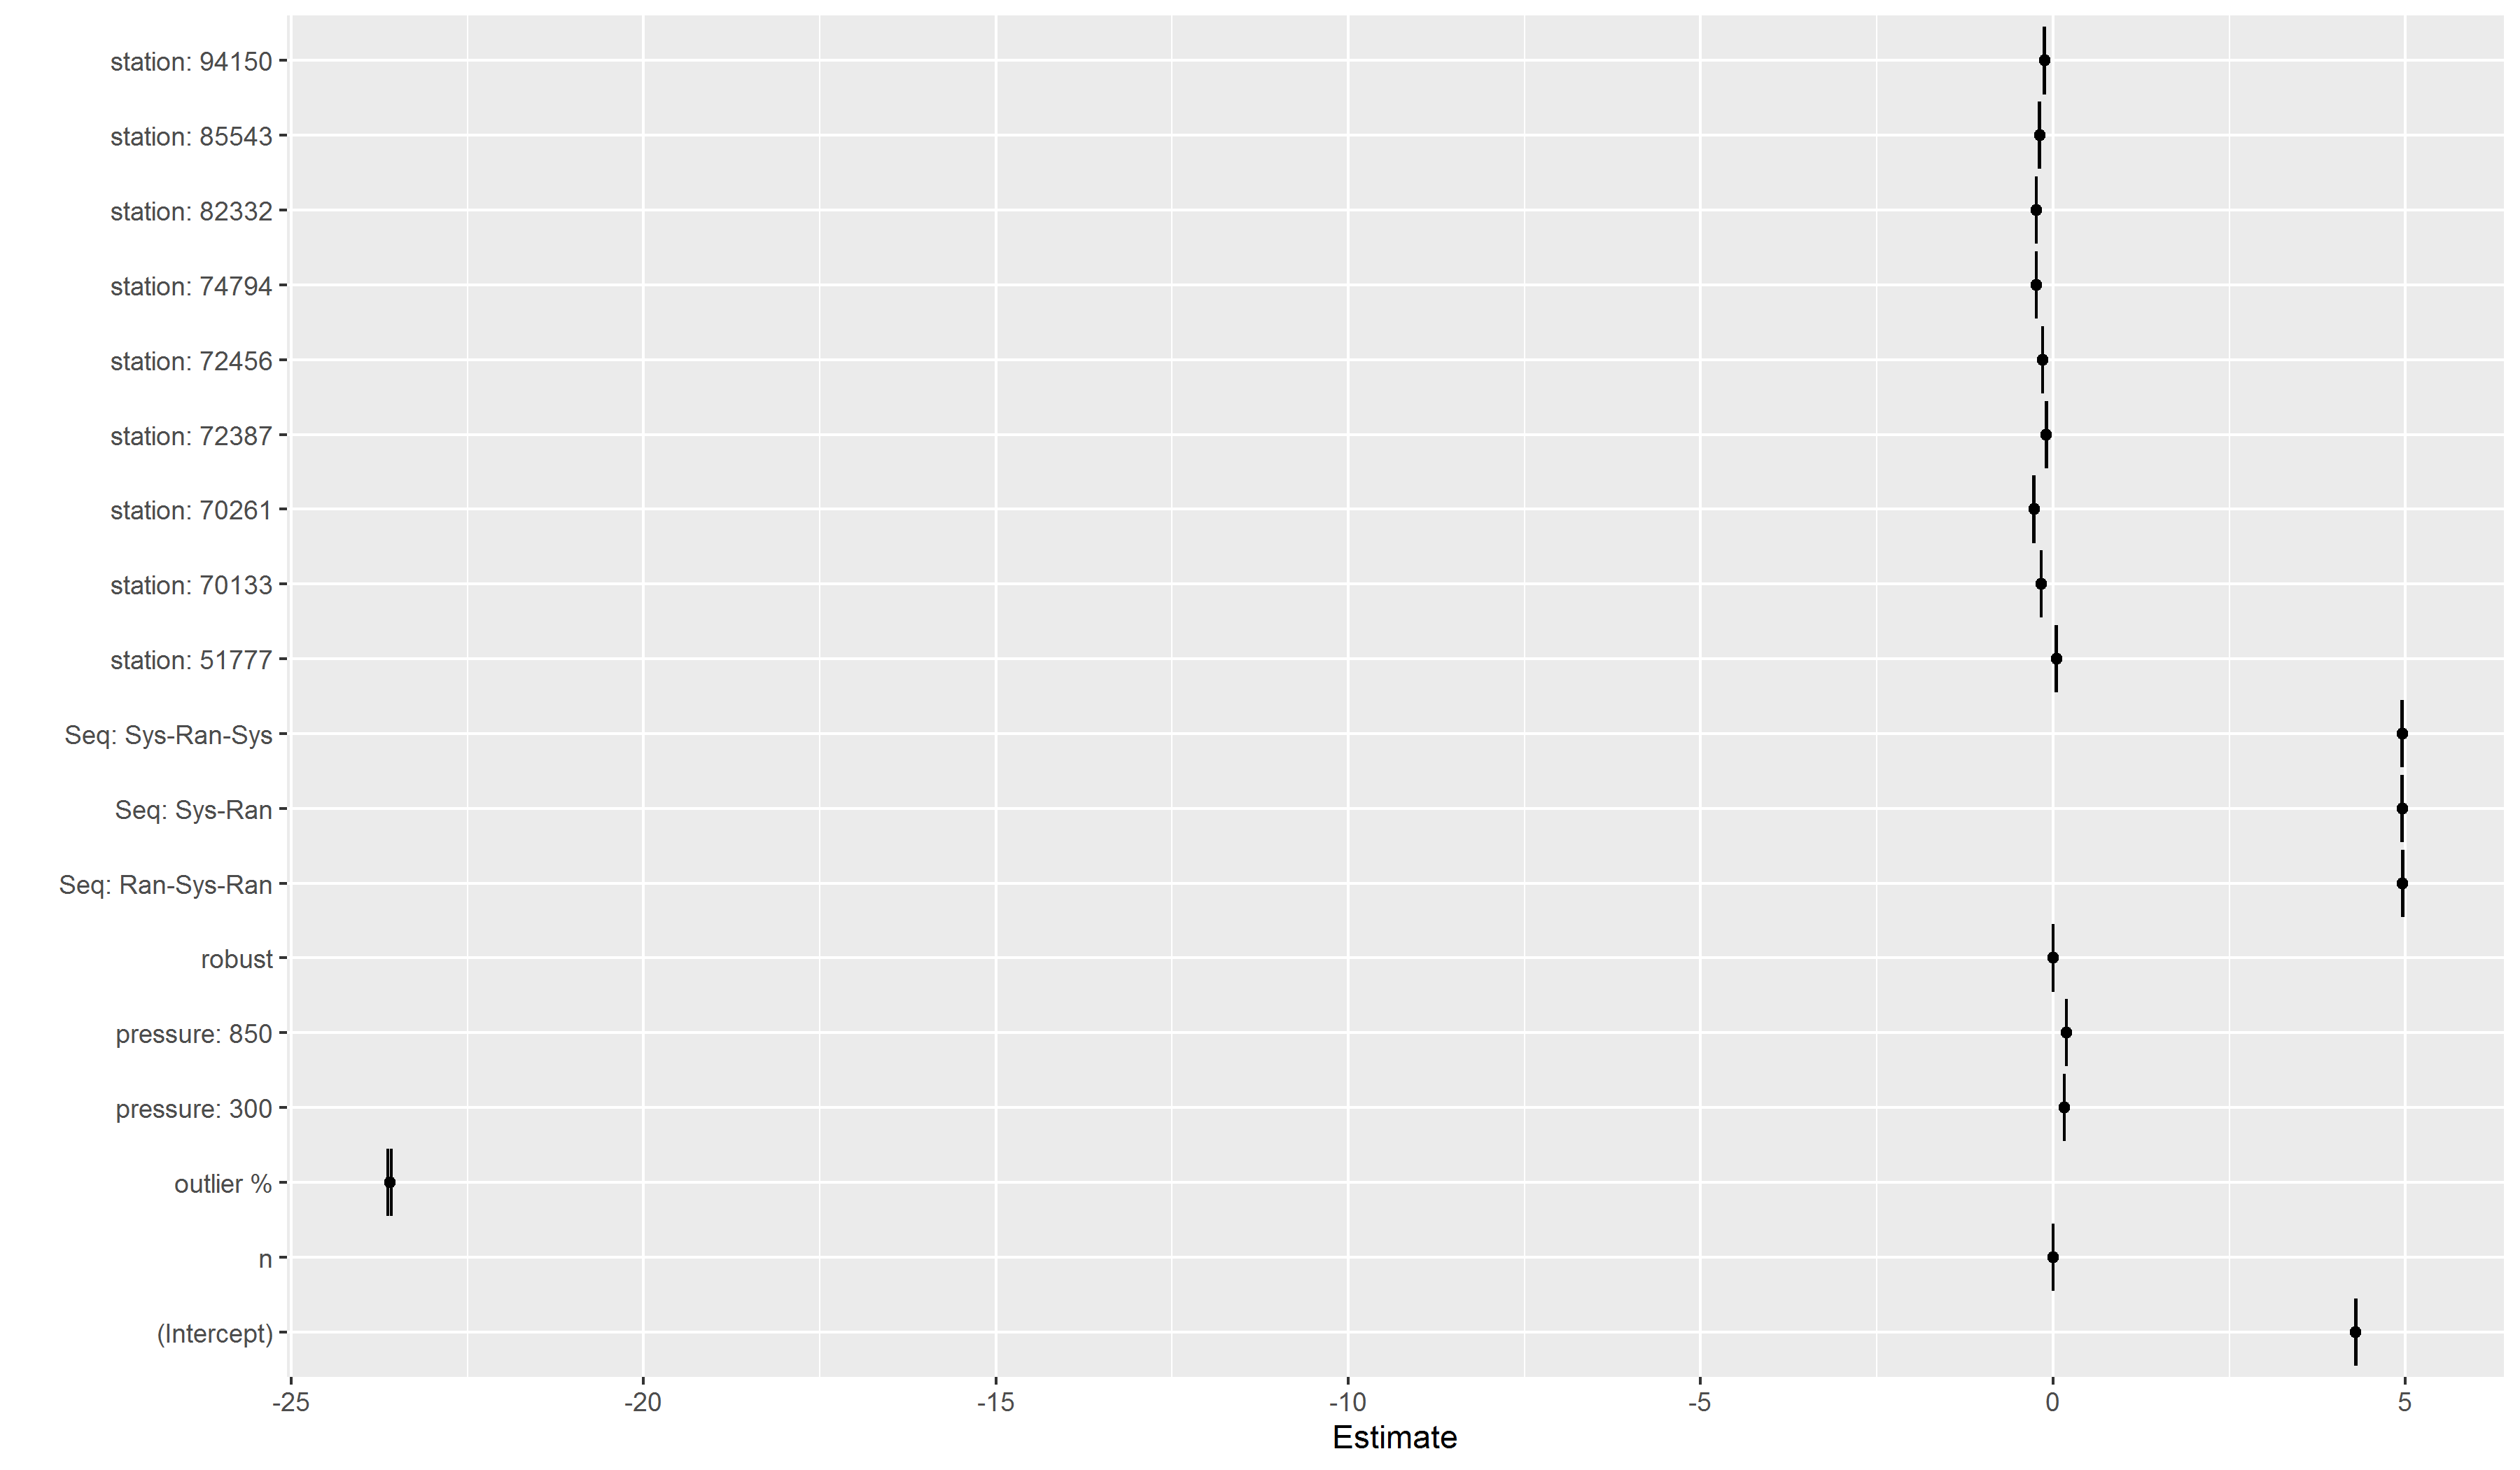 station: 94150
station: 85543
station: 82332
station: 74794
station: 72456
station: 72387
station: 70261
station: 70133
station: 51777
Seq: Sys-Ran-Sys
Seq: Sys-Ran
Seq: Ran-Sys-Ran
robust
pressure: 850
pressure: 300
outlier %
n
(Intercept)
-25 -20 -15 -10 -5 0 5
Estimate